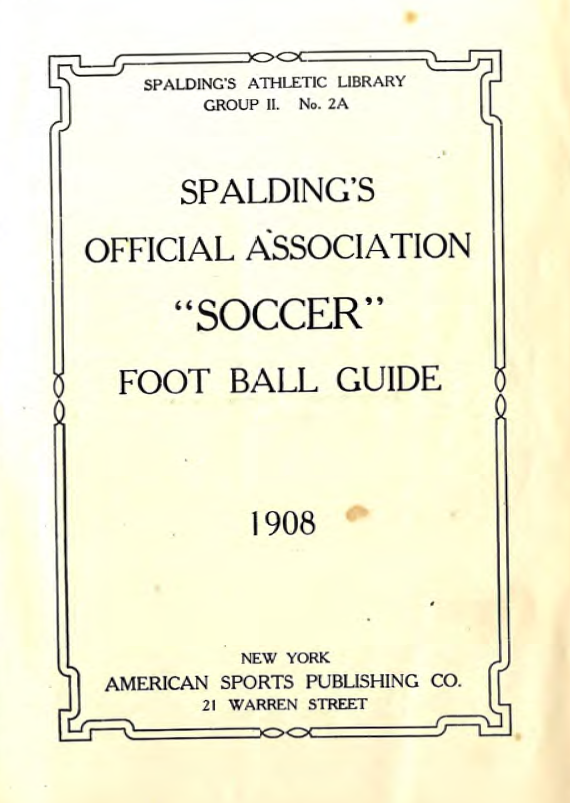 SPALDING'S ATHLETIC LIBRARY
GROUP II. No. 2A
SPALDING'S
OFFICIAL ASSOCIATION
"SOCCER"
FOOT BALL GUIDE
1908
NEW YORK
AMERICAN SPORTS PUBLISHING CO.
21 WARREN STREET